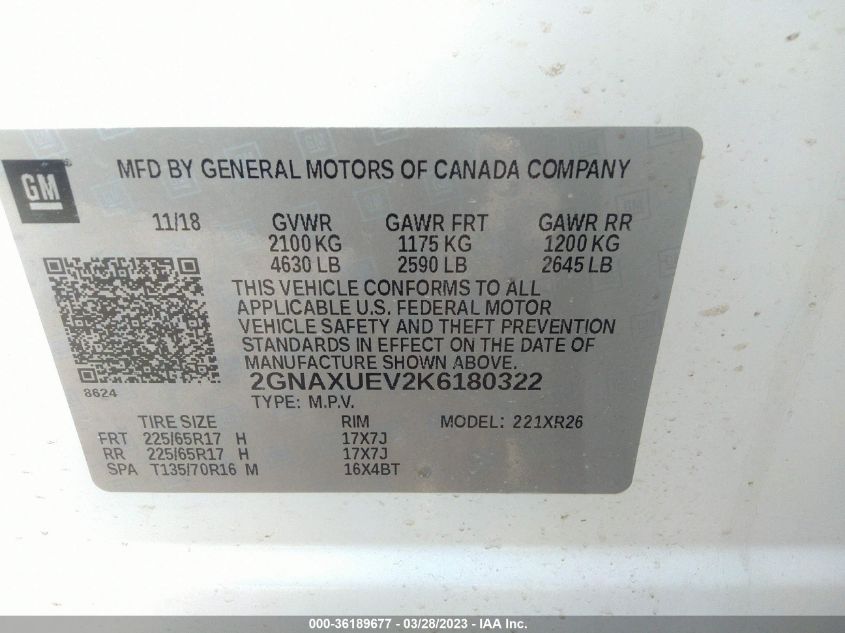 GM
MFD BY GENERAL MOTORS OF CANADA COMPANY
11/18 GVWR GAWR FRT GAWR RR
2100 KG 1175 KG 1200 KG
4630 LB 2590 LB 2645 LB
THIS VEHICLE CONFORMS TO ALL
APPLICABLE U.S. FEDERAL MOTOR
VEHICLE SAFETY AND THEFT PREVENTION
STANDARDS IN EFFECT ON THE DATE OF
MANUFACTURE SHOWN ABOVE.
2GNAXUEV2K6180322
8624
TYPE: M.P.V.
TIRE SIZE RIM MODEL: 221XR26
FRT 225/65R17 H 17X7J
RR 225/65R17 H 17X7J
SPA T135/70R16 M 16X4BT
000-36189677 - 03/28/2023 - Copyright IAA, Inc.